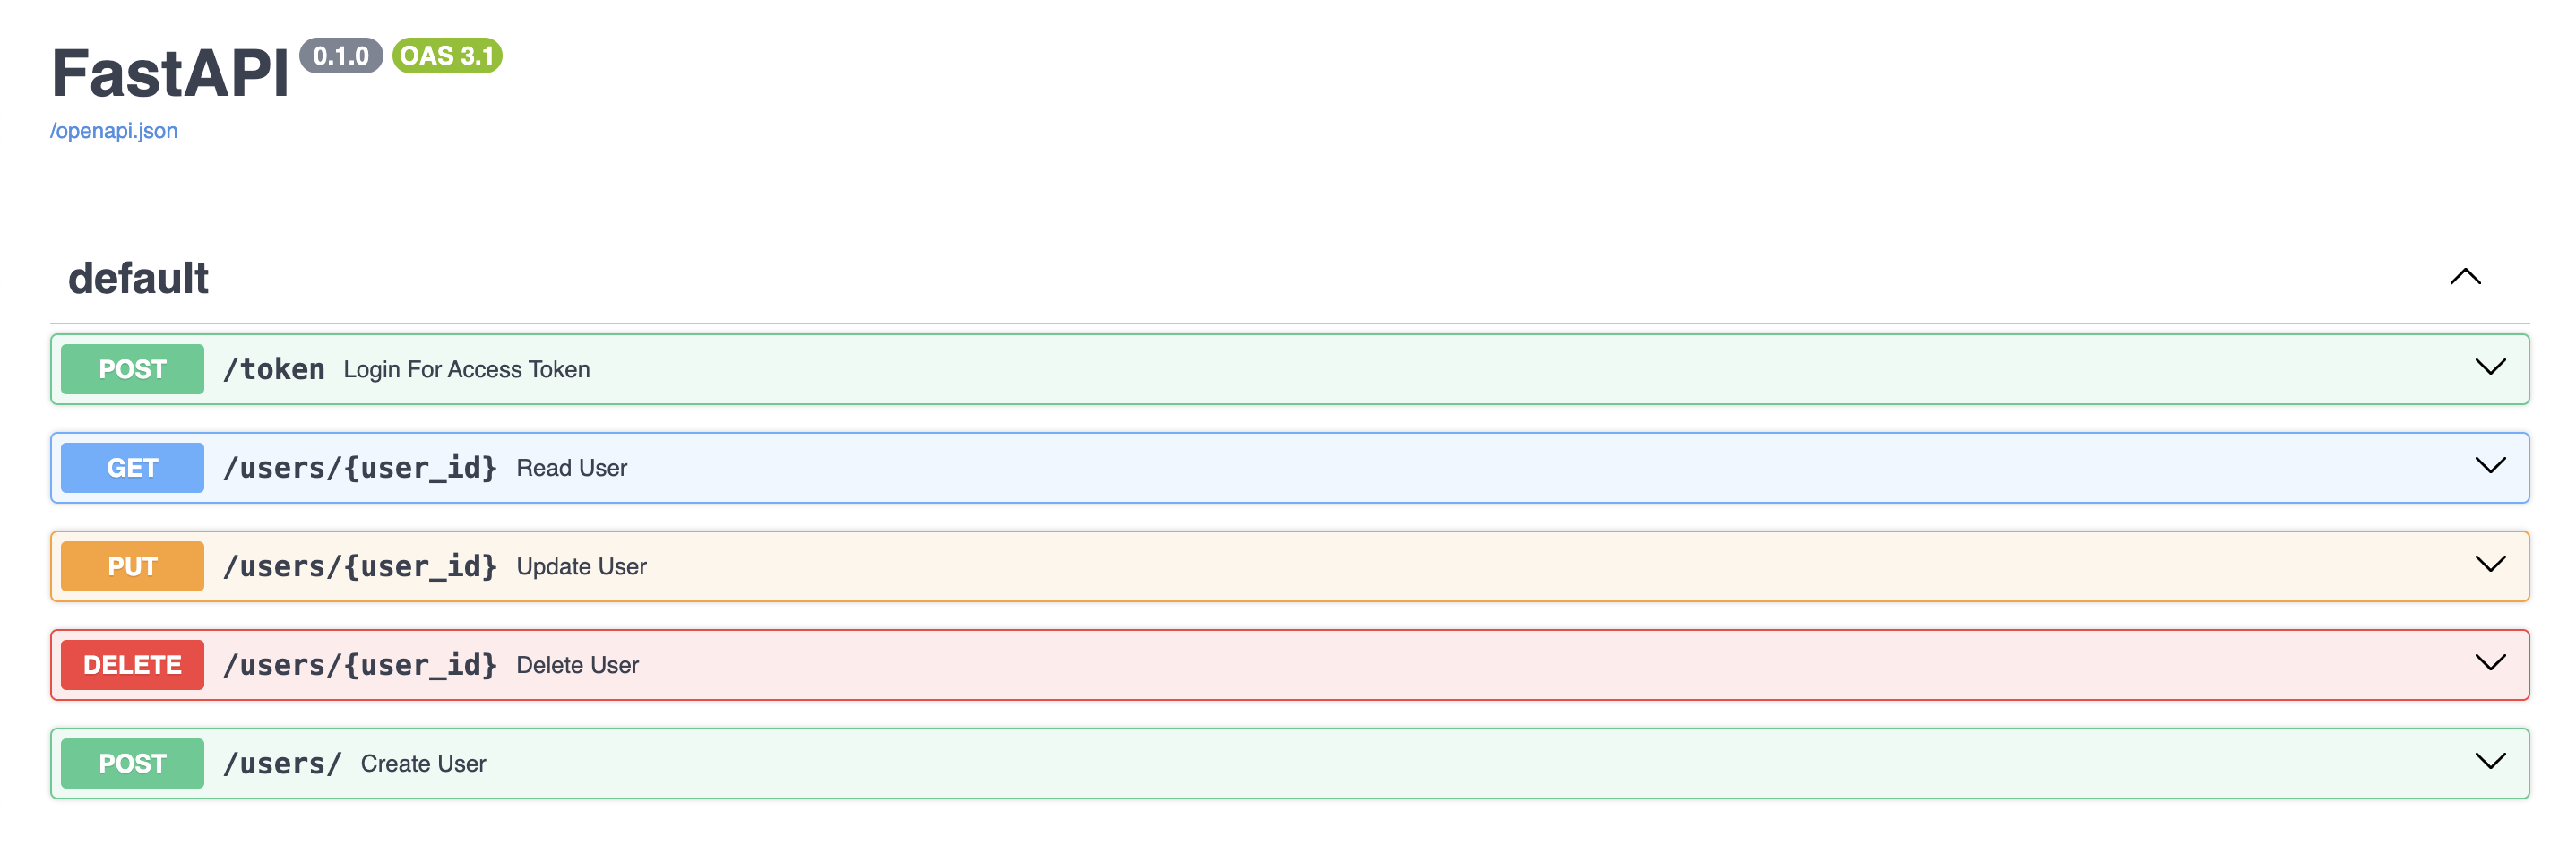 FastAPI 0.1.0 OAS 3.1
/openapi.json
default
POST /token Login For Access Token
GET /users/{user_id} Read User
PUT /users/{user_id} Update User
DELETE /users/{user_id} Delete User
POST /users/ Create User